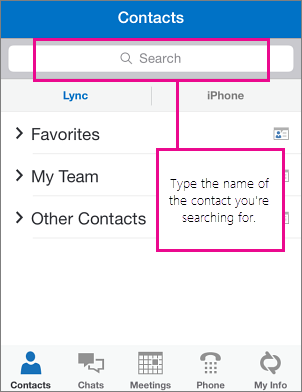 Contacts
Search
Lync iPhone
Favorites
My Team
Other Contacts
Type the name of
the contact you're
searching for.
Contacts Chats Meetings Phone My Info